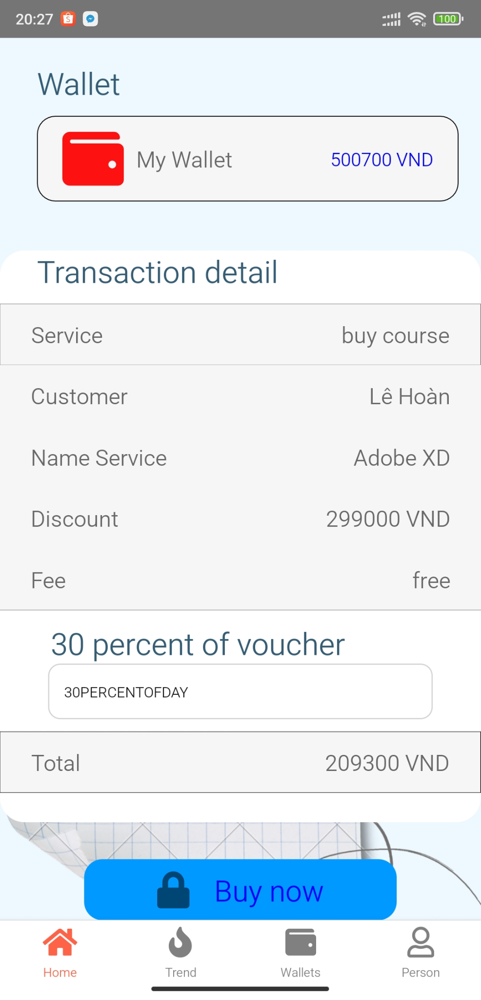 20:27
100
Wallet
My Wallet 500700 VND
Transaction detail
Service buy course
Customer Lê Hoàn
Name Service Adobe XD
Discount 299000 VND
Fee free
30 percent of voucher
30PERCENTOFDAY
Total 209300 VND
Buy now
Home Trend Wallets Person